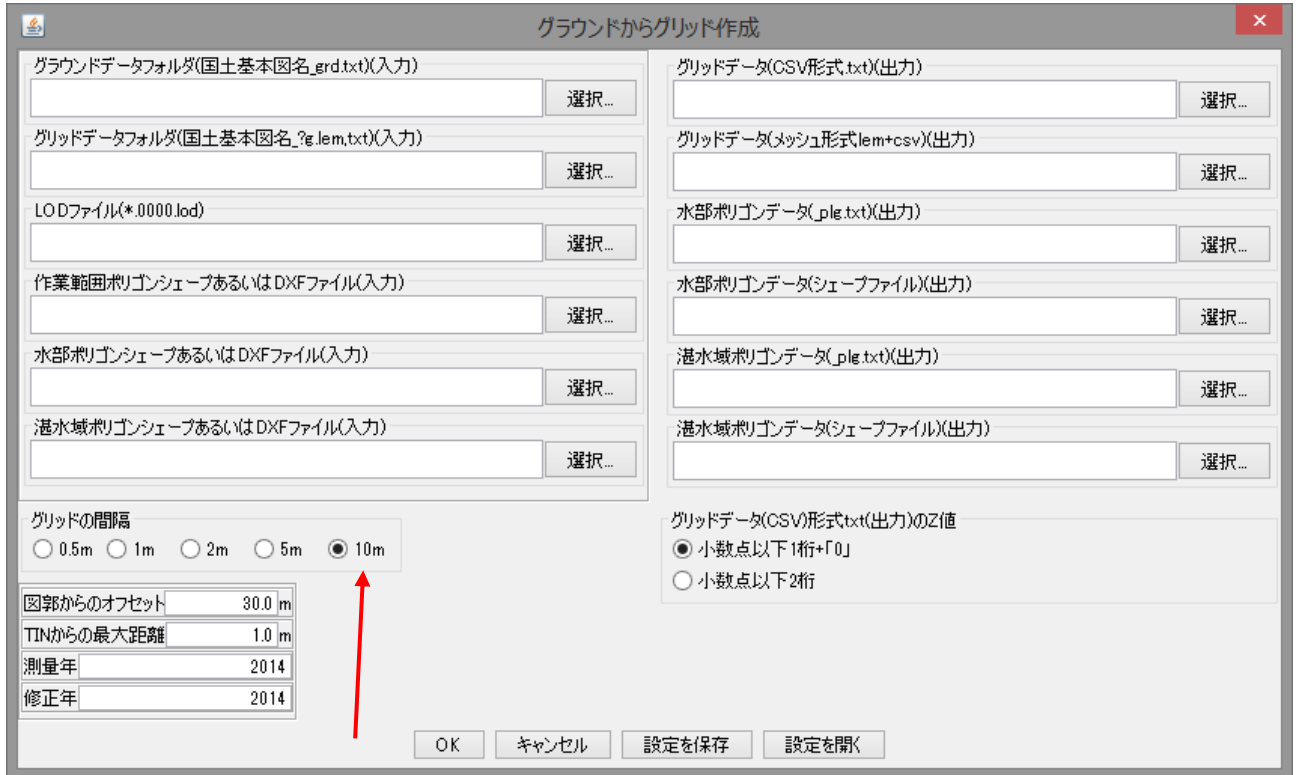 グラウンドからグリッド作成
グラウンドデータフォルダ(国土基本図名_grd.txt)(入力)
選択...
グリッドデータフォルダ(国土基本図名_?g.lem,txt)(入力)
選択...
LODファイル(*.0000.lod)
選択...
作業範囲ポリゴンシェープあるいはDXFファイル(入力)
選択...
水部ポリゴンシェープあるいはDXFファイル(入力)
選択...
湛水域ポリゴンシェープあるいはDXFファイル(入力)
選択...
グリッドデータ(CSV形式.txt)(出力)
選択...
グリッドデータ(メッシュ形式lem+csv)(出力)
選択...
水部ポリゴンデータ(_plg.txt)(出力)
選択...
水部ポリゴンデータ(シェープファイル)(出力)
選択...
湛水域ポリゴンデータ(_plg.txt)(出力)
選択...
湛水域ポリゴンデータ(シェープファイル)(出力)
選択...
グリッドの間隔
0.5m 1m 2m 5m 10m
グリッドデータ(CSV)形式txt(出力)のZ値
小数点以下1桁+「0」
小数点以下2桁
図郭からのオフセット 30.0 m
TINからの最大距離 1.0 m
測量年 2014
修正年 2014
OK キャンセル 設定を保存 設定を開く